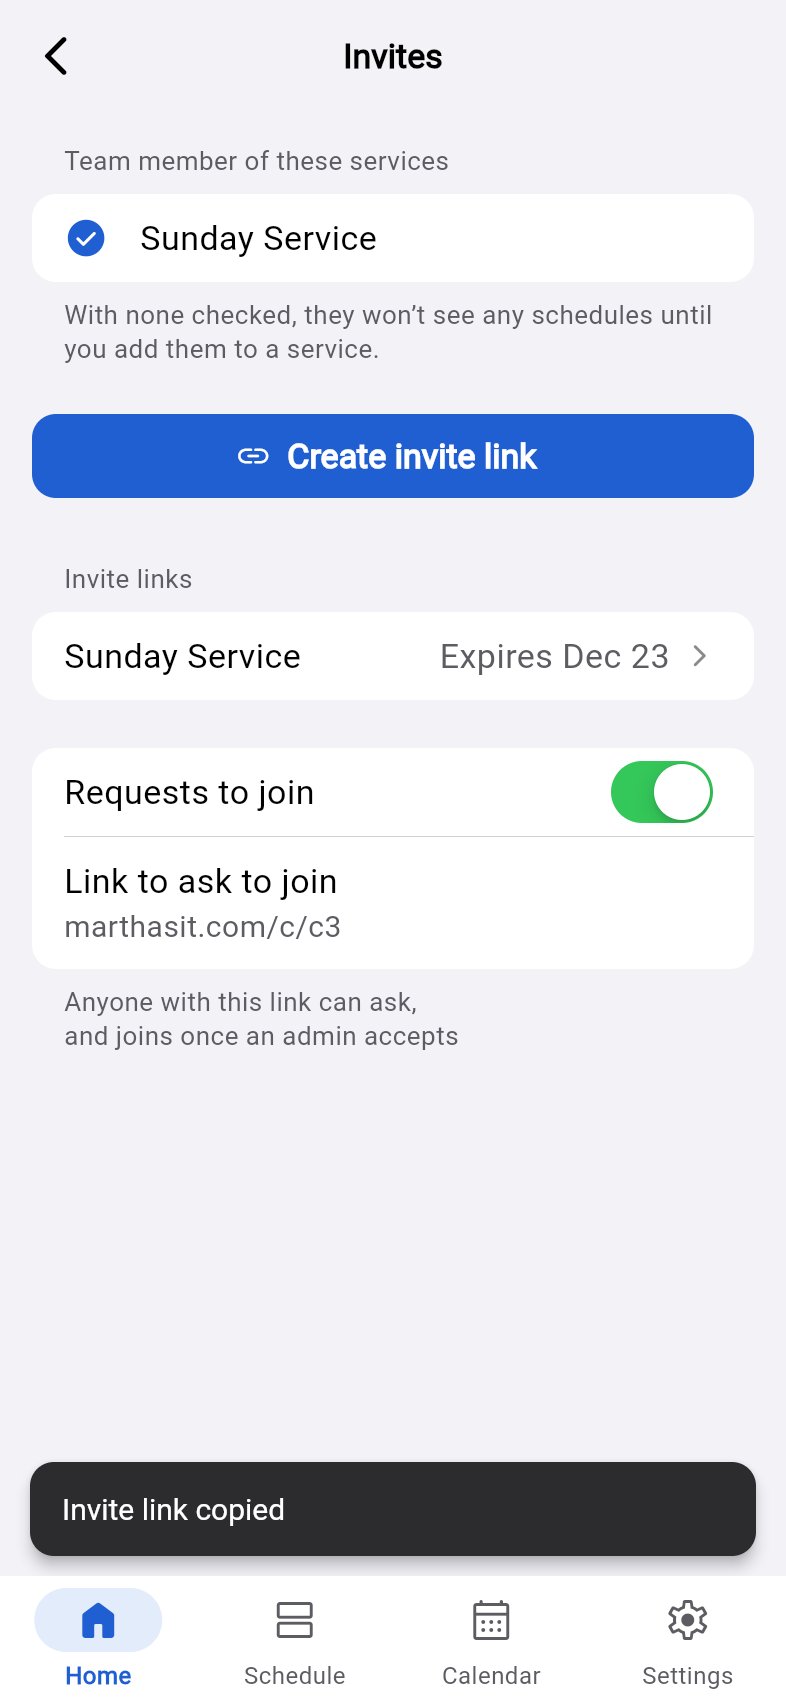 Invites
Team member of these services
Sunday Service
With none checked, they won’t see any schedules until
you add them to a service.
Create invite link
Invite links
Sunday Service Expires Dec 23
Requests to join
Link to ask to join
marthasit.com/c/c3
Anyone with this link can ask,
and joins once an admin accepts
Invite link copied
Home Schedule Calendar Settings